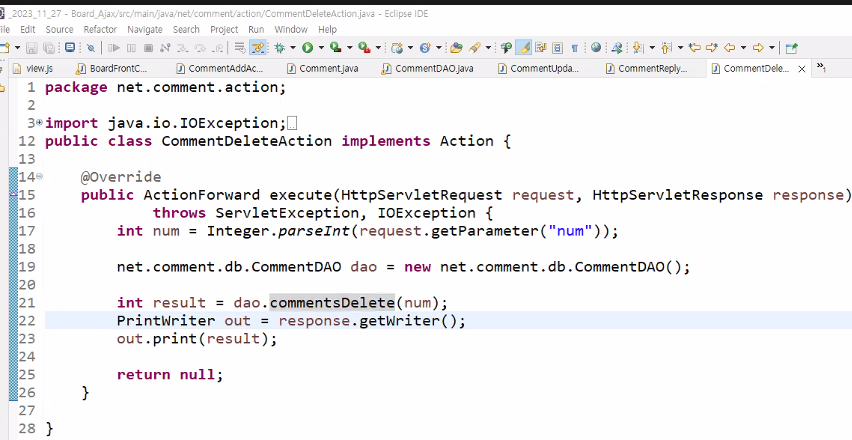 _2023_11_27 - Board_Ajax/src/main/java/net/comment/action/CommentDeleteAction.java - Eclipse IDE
File Edit Source Refactor Navigate Search Project Run Window Help
view.js BoardFrontC... CommentAddAc... Comment.java CommentDAO.java CommentUpda... CommentReply... CommentDele... 1
1 package net.comment.action;
2
3 import java.io.IOException;
12 public class CommentDeleteAction implements Action {
13
14 @Override
15 public ActionForward execute(HttpServletRequest request, HttpServletResponse response)
16 throws ServletException, IOException {
17 int num = Integer.parseInt(request.getParameter("num"));
18
19 net.comment.db.CommentDAO dao = new net.comment.db.CommentDAO();
20
21 int result = dao.commentsDelete(num);
22 PrintWriter out = response.getWriter();
23 out.print(result);
24
25 return null;
26 }
27
28 }